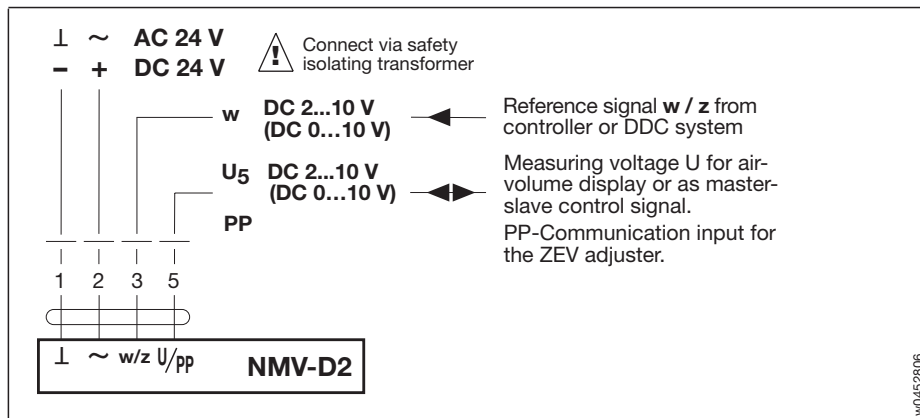 ⊥ ~ AC 24 V
– + DC 24 V
! Connect via safety
isolating transformer
w DC 2...10 V
(DC 0...10 V)
Reference signal w / z from
controller or DDC system
U5 DC 2...10 V
(DC 0...10 V)
PP
Measuring voltage U for air-
volume display or as master-
slave control signal.
PP-Communication input for
the ZEV adjuster.
1 2 3 5
⊥ ~ w/z U/PP NMV-D2
w0452806